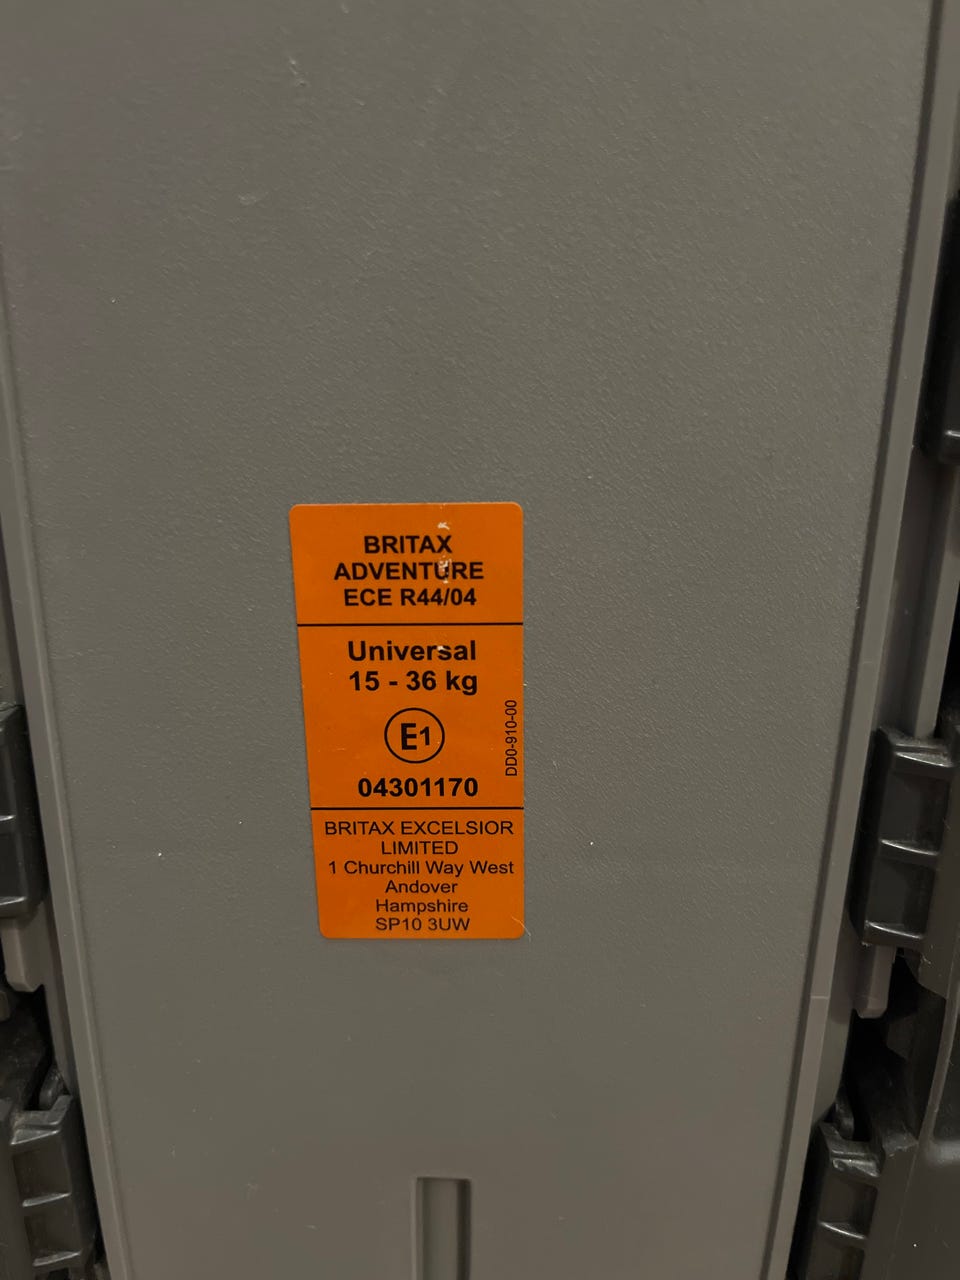 BRITAX
ADVENTURE
ECE R44/04
Universal
15 - 36 kg
E1
04301170
DD0-910-00
BRITAX EXCELSIOR
LIMITED
1 Churchill Way West
Andover
Hampshire
SP10 3UW